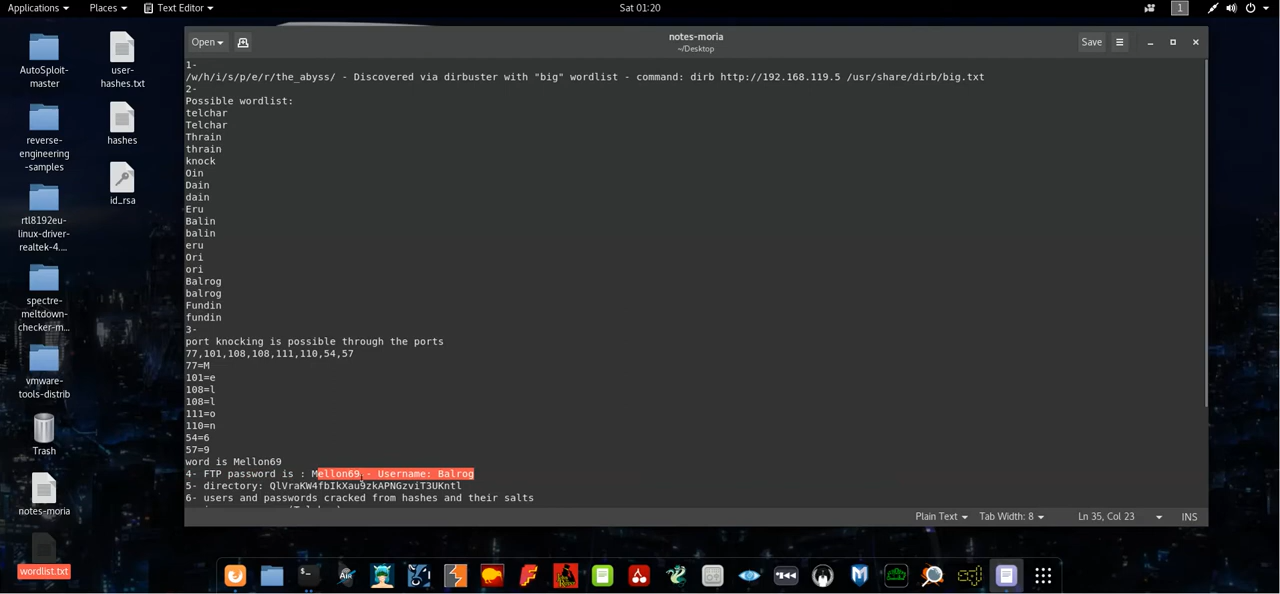 Applications
Places
Text Editor
Sat 01:20
1
AutoSploit-
master
user-
hashes.txt
reverse-
engineering
-samples
hashes
rtl8192eu-
linux-driver-
realtek-4....
id_rsa
spectre-
meltdown-
checker-m...
vmware-
tools-distrib
Trash
notes-moria
wordlist.txt
Open
notes-moria
~/Desktop
Save
1-
/w/h/i/s/p/e/r/the_abyss/ - Discovered via dirbuster with "big" wordlist - command: dirb http://192.168.119.5 /usr/share/dirb/big.txt
2-
Possible wordlist:
telchar
Telchar
Thrain
thrain
knock
Oin
Dain
dain
Eru
Balin
balin
eru
Ori
ori
Balrog
balrog
Fundin
fundin
3-
port knocking is possible through the ports
77,101,108,108,111,110,54,57
77=M
101=e
108=l
108=l
111=o
110=n
54=6
57=9
word is Mellon69
4- FTP password is : Mellon69 - Username: Balrog
5- directory: QlVraKW4fbIkXau9zkAPNGzviT3UKntl
6- users and passwords cracked from hashes and their salts
Plain Text
Tab Width: 8
Ln 35, Col 23
INS